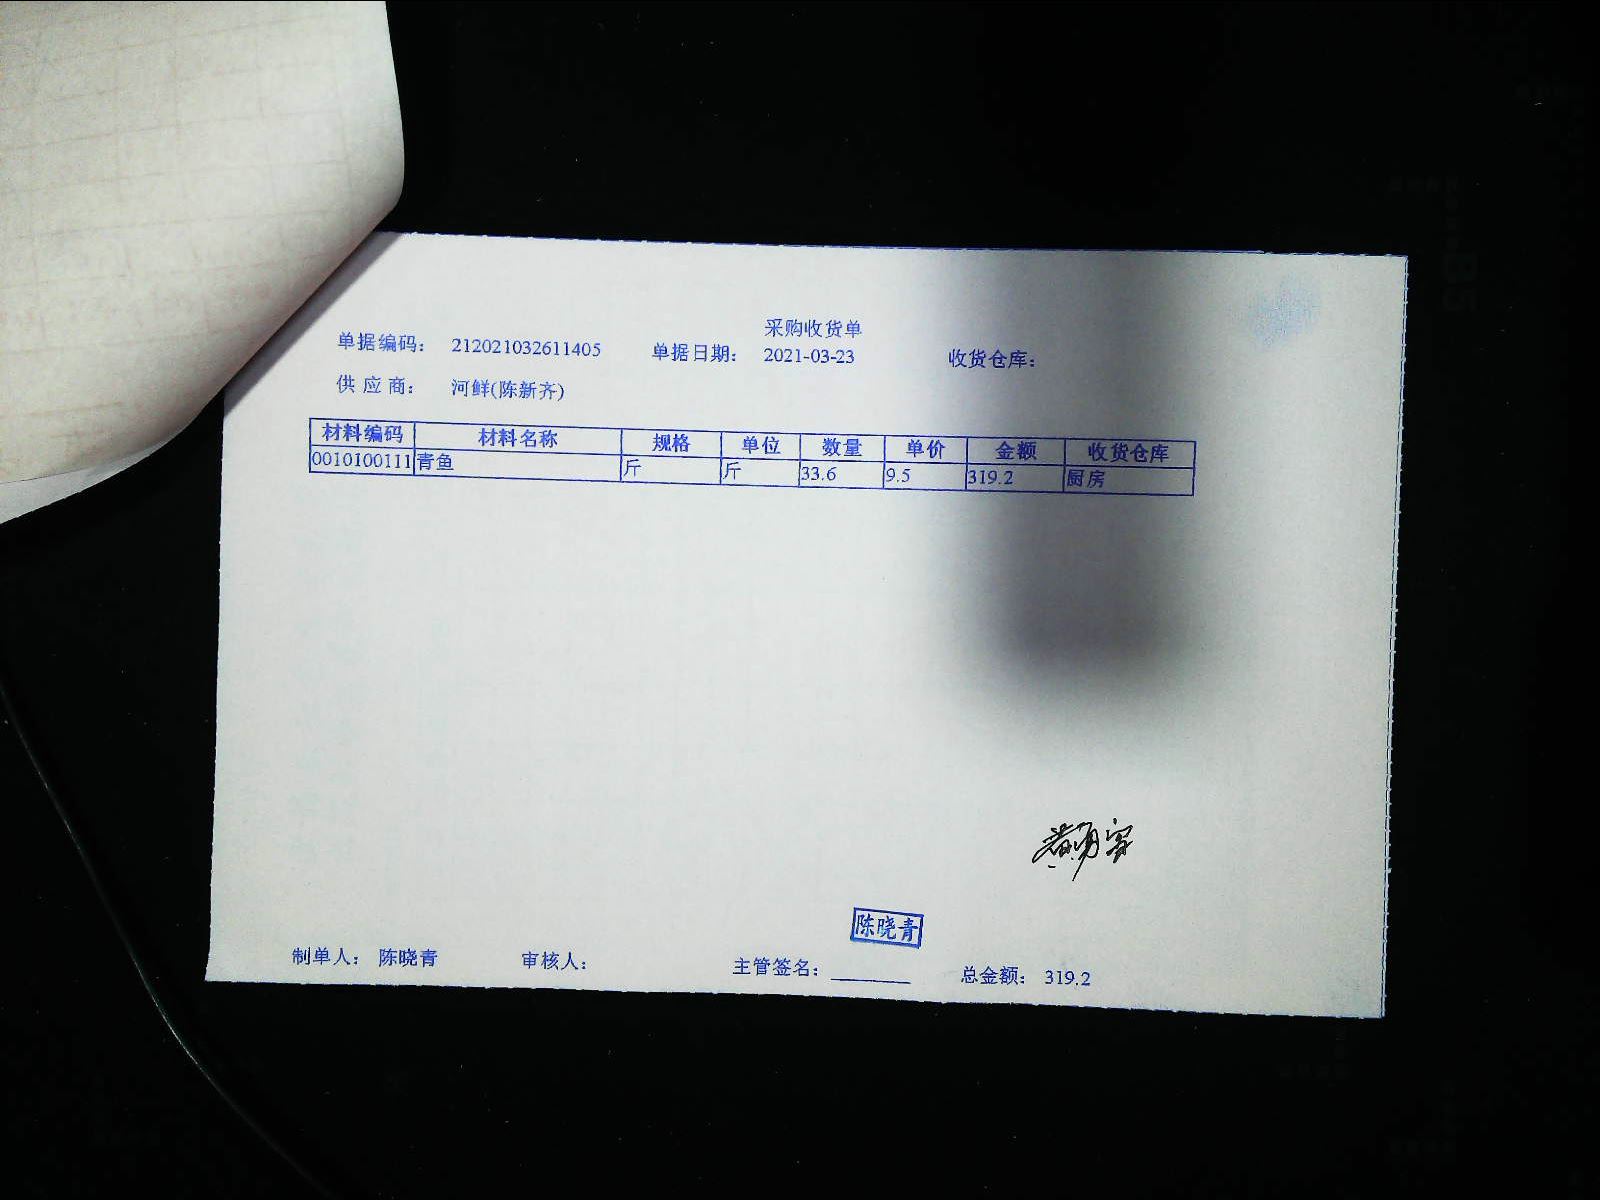 采购收货单
单据编码： 212021032611405 单据日期： 2021-03-23 收货仓库：
供应商： 河鲜(陈新齐)
材料编码 材料名称 规格 单位 数量 单价 金额 收货仓库
0010100111 青鱼 斤 斤 33.6 9.5 319.2 厨房
陈晓青
制单人： 陈晓青 审核人： 主管签名： 总金额： 319.2